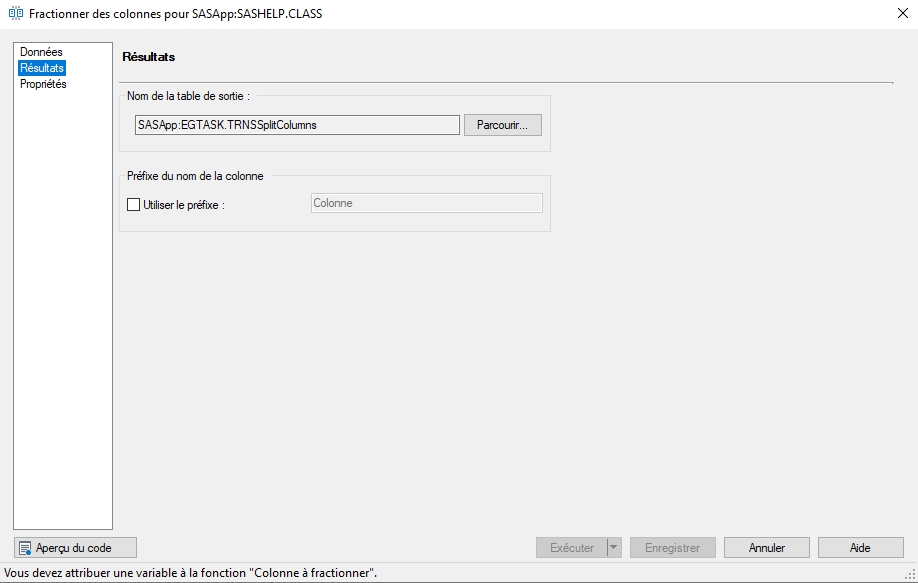 Fractionner des colonnes pour SASApp:SASHELP.CLASS
Données
Résultats
Propriétés
Résultats
Nom de la table de sortie :
SASApp:EGTASK.TRNSSplitColumns
Parcourir...
Préfixe du nom de la colonne
Utiliser le préfixe :
Colonne
Aperçu du code
Exécuter
Enregistrer
Annuler
Aide
Vous devez attribuer une variable à la fonction "Colonne à fractionner".